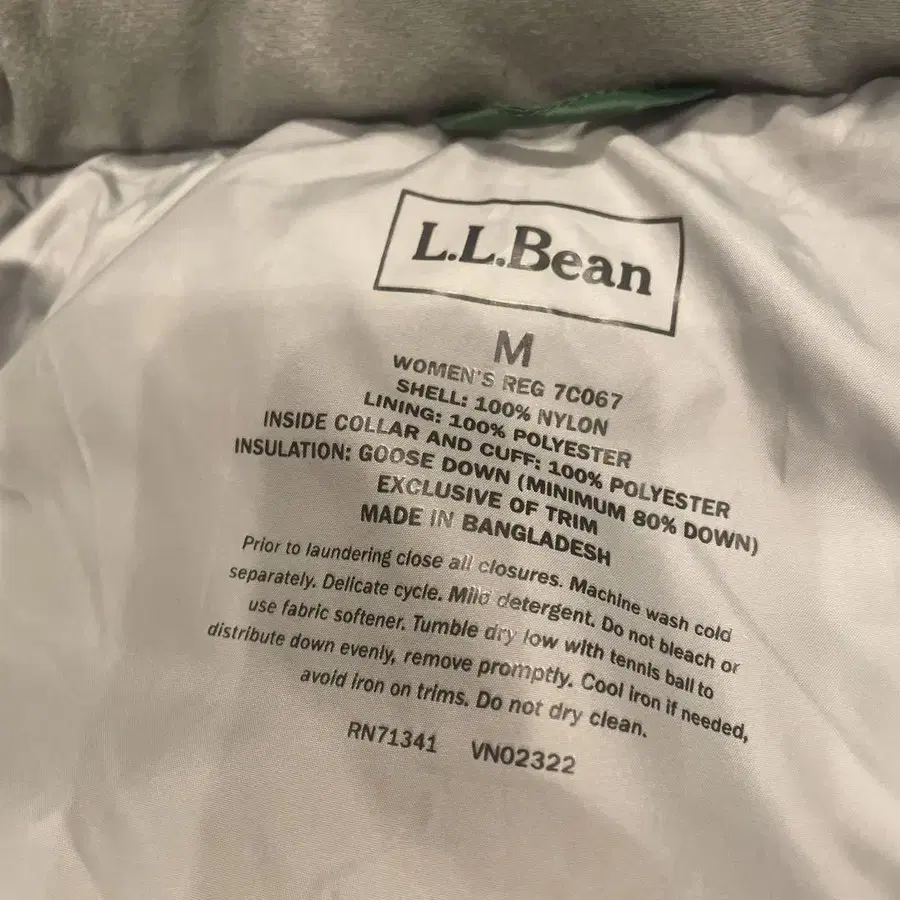 L.L.Bean
M
WOMEN'S REG 7C067
SHELL: 100% NYLON
LINING: 100% POLYESTER
INSIDE COLLAR AND CUFF: 100% POLYESTER
INSULATION: GOOSE DOWN (MINIMUM 80% DOWN)
EXCLUSIVE OF TRIM
MADE IN BANGLADESH
Prior to laundering close all closures. Machine wash cold
separately. Delicate cycle. Mild detergent. Do not bleach or
use fabric softener. Tumble dry low with tennis ball to
distribute down evenly, remove promptly. Cool iron if needed,
avoid iron on trims. Do not dry clean.
RN71341 VN02322